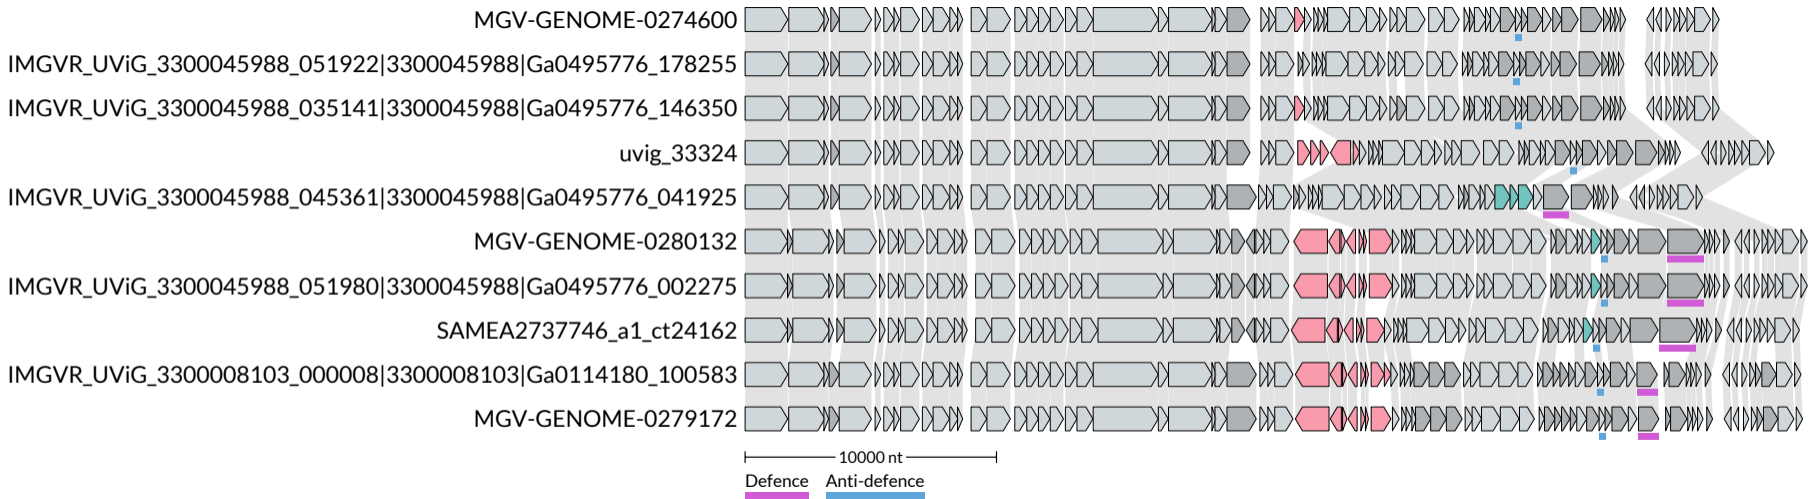 MGV-GENOME-0274600
IMGVR_UViG_3300045988_051922|3300045988|Ga0495776_178255
IMGVR_UViG_3300045988_035141|3300045988|Ga0495776_146350
uvig_33324
IMGVR_UViG_3300045988_045361|3300045988|Ga0495776_041925
MGV-GENOME-0280132
IMGVR_UViG_3300045988_051980|3300045988|Ga0495776_002275
SAMEA2737746_a1_ct24162
IMGVR_UViG_3300008103_000008|3300008103|Ga0114180_100583
MGV-GENOME-0279172
10000 nt
Defence Anti-defence